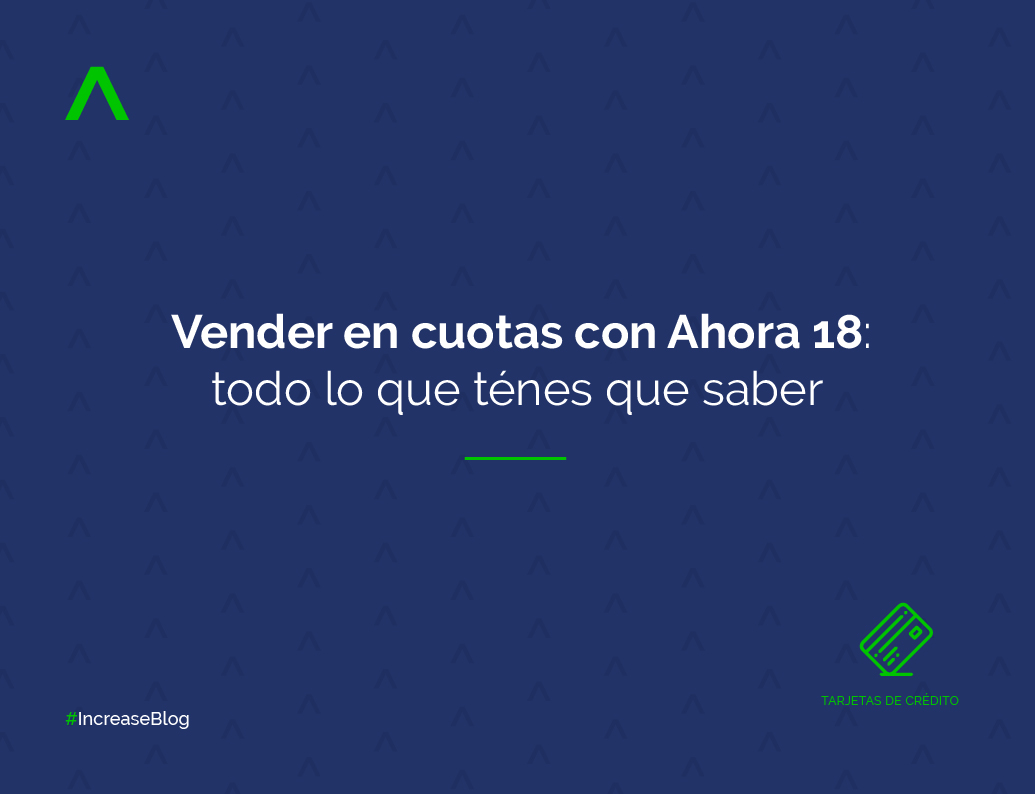 Vender en cuotas con Ahora 18:
todo lo que ténes que saber
TARJETAS DE CRÉDITO
#IncreaseBlog